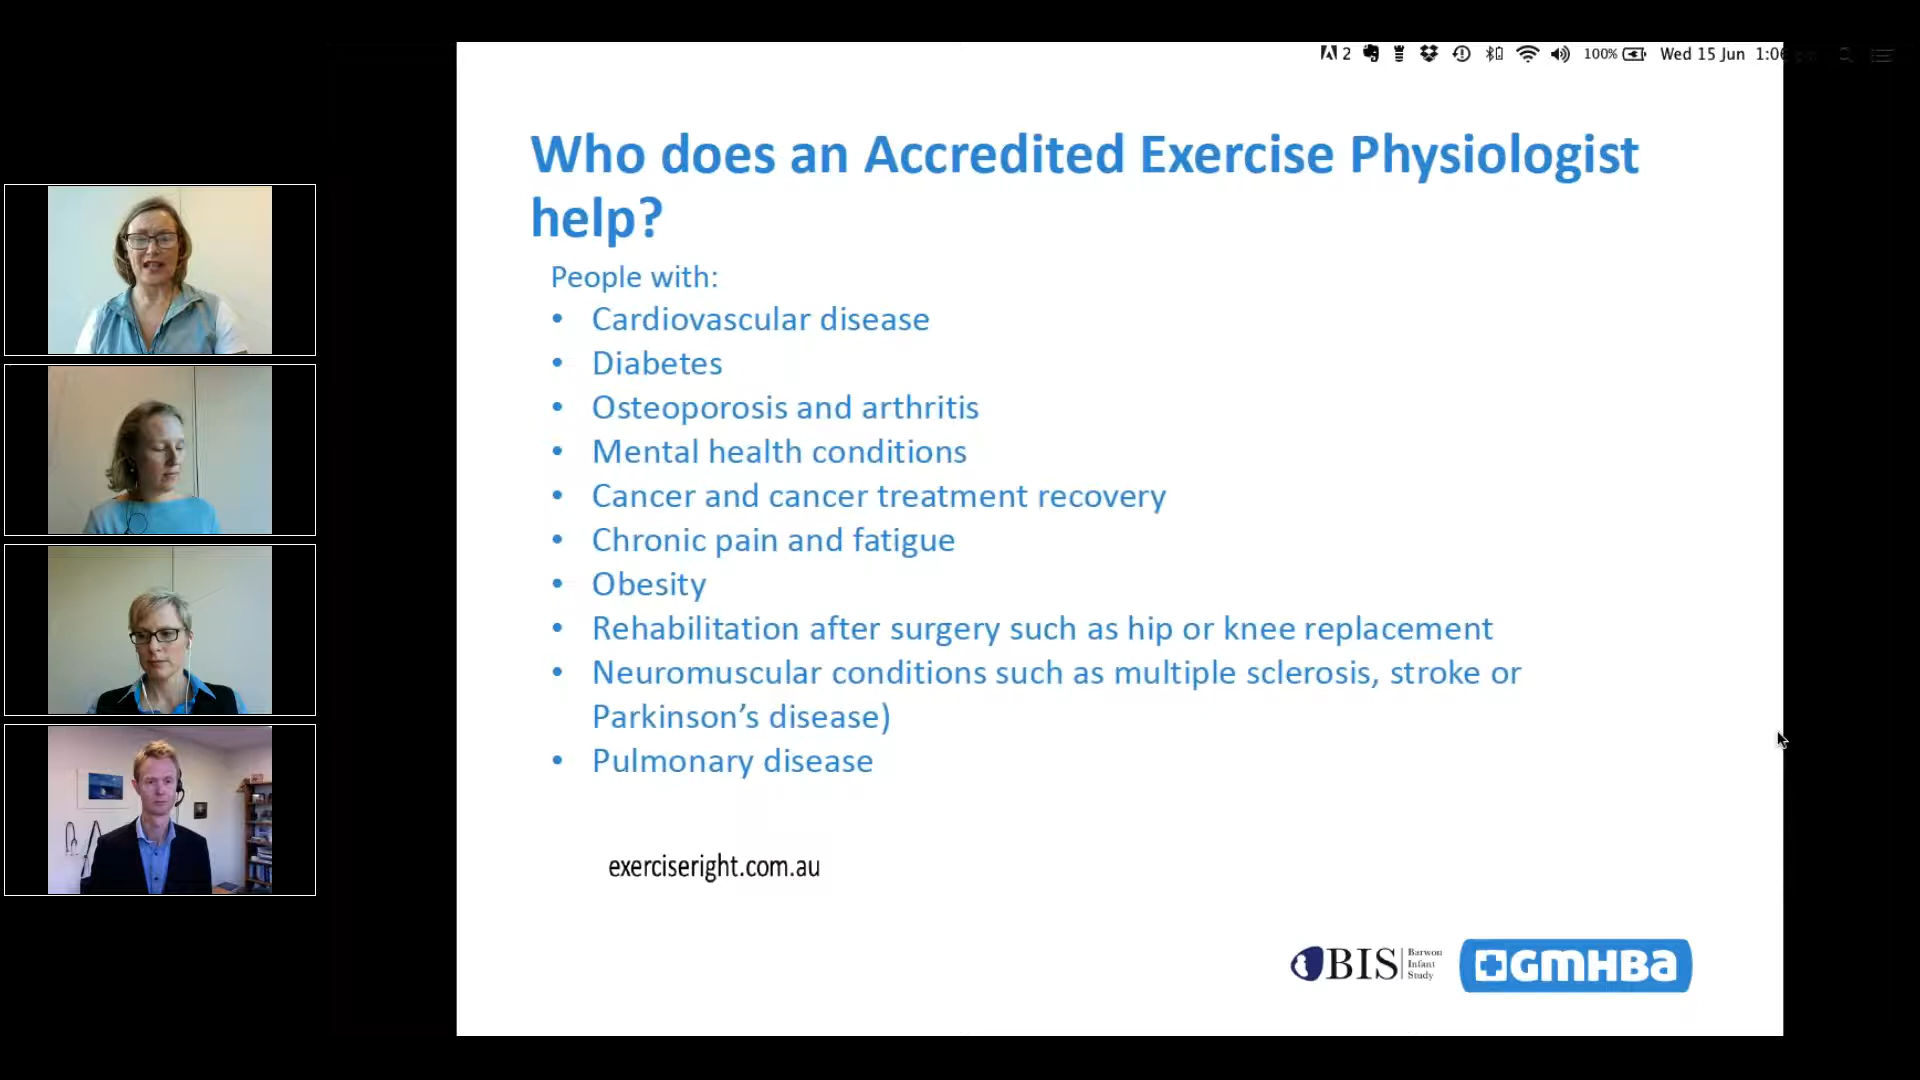 2 100% Wed 15 Jun 1:06
Who does an Accredited Exercise Physiologist
help?
People with:
• Cardiovascular disease
• Diabetes
• Osteoporosis and arthritis
• Mental health conditions
• Cancer and cancer treatment recovery
• Chronic pain and fatigue
• Obesity
• Rehabilitation after surgery such as hip or knee replacement
• Neuromuscular conditions such as multiple sclerosis, stroke or
Parkinson’s disease)
• Pulmonary disease
exerciseright.com.au
BIS
Barwon
Infant
Study
GMHBa